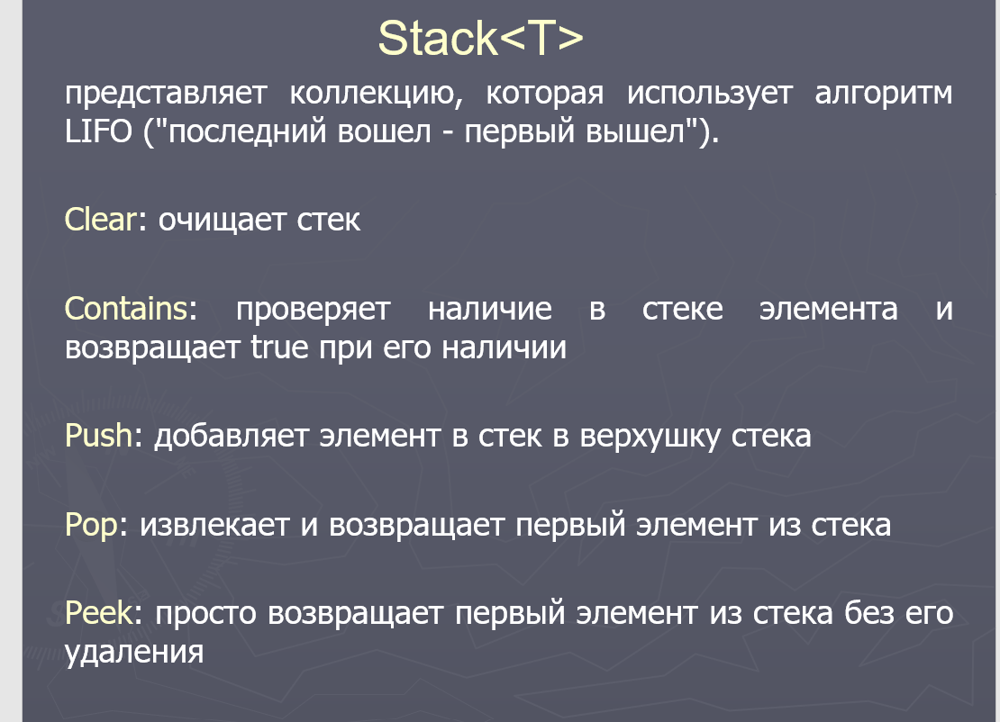 Stack<T>
представляет коллекцию, которая использует алгоритм
LIFO ("последний вошел - первый вышел").
Clear: очищает стек
Contains: проверяет наличие в стеке элемента и
возвращает true при его наличии
Push: добавляет элемент в стек в верхушку стека
Pop: извлекает и возвращает первый элемент из стека
Peek: просто возвращает первый элемент из стека без его
удаления